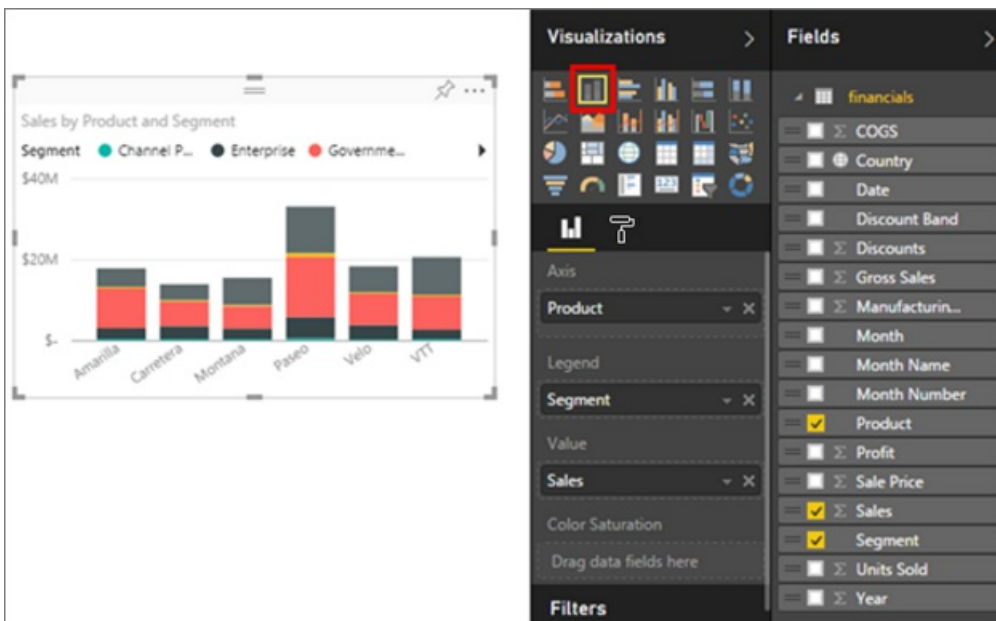 Sales by Product and Segment
Segment Channel P... Enterprise Governme...
$40M
$20M
$-
Amarilla
Carretera
Montana
Paseo
Velo
VTT
Visualizations
123
Axis
Product
Legend
Segment
Value
Sales
Color Saturation
Drag data fields here
Filters
Fields
financials
Σ COGS
Country
Date
Discount Band
Σ Discounts
Σ Gross Sales
Σ Manufacturin...
Month
Month Name
Month Number
Product
Σ Profit
Σ Sale Price
Σ Sales
Segment
Σ Units Sold
Σ Year